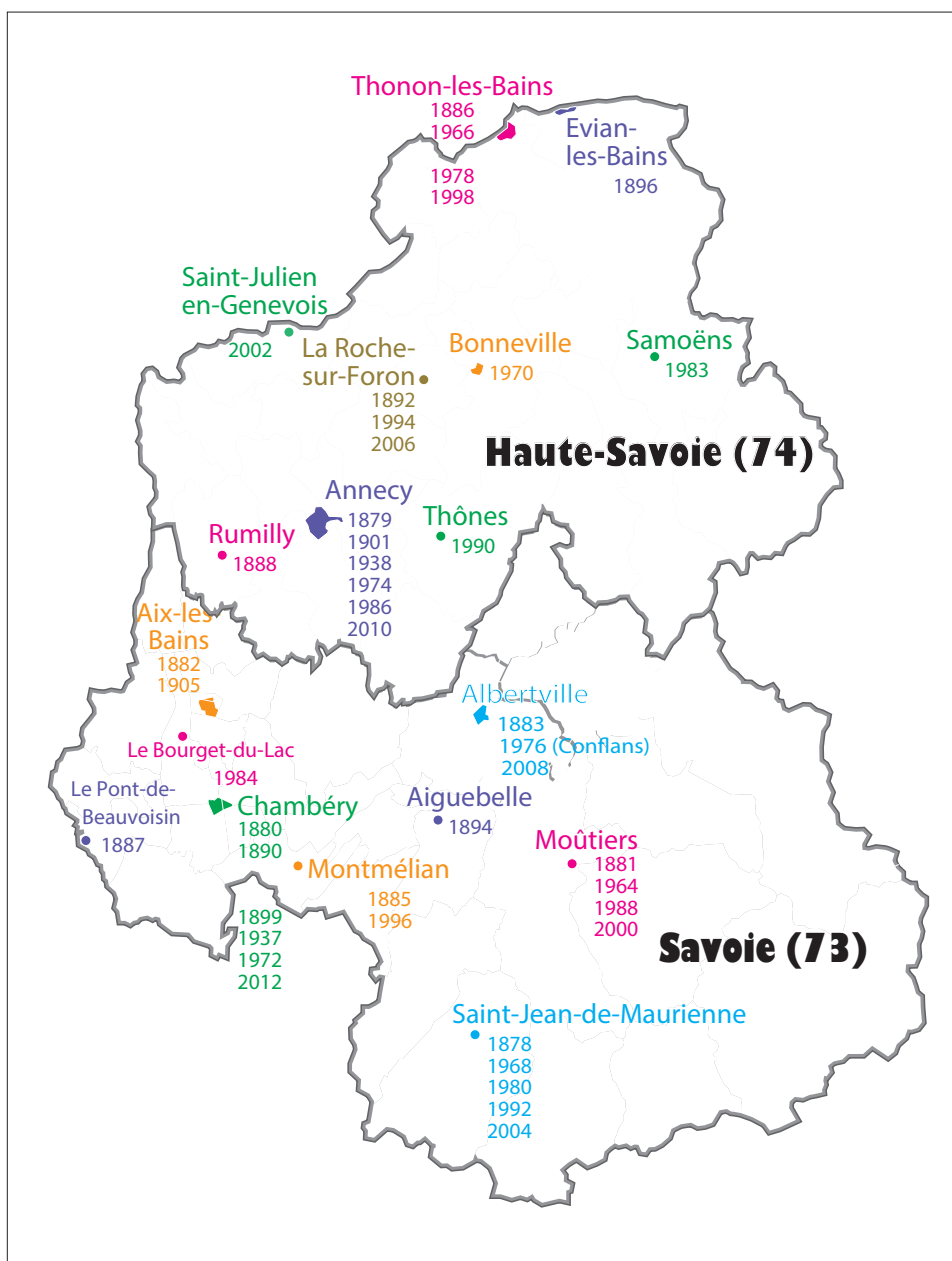 Thonon-les-Bains
1886
1966
1978
1998
Evian-
les-Bains
1896
Saint-Julien
en-Genevois
2002
La Roche-
sur-Foron
1892
1994
2006
Bonneville
1970
Samoëns
1983
Haute-Savoie (74)
Annecy
1879
1901
1938
1974
1986
2010
Thônes
1990
Rumilly
1888
Aix-les
Bains
1882
1905
Albertville
1883
1976 (Conflans)
2008
Le Bourget-du-Lac
1984
Le Pont-de-
Beauvoisin
1887
Chambéry
1880
1890
1899
1937
1972
2012
Aiguebelle
1894
Montmélian
1885
1996
Moûtiers
1881
1964
1988
2000
Savoie (73)
Saint-Jean-de-Maurienne
1878
1968
1980
1992
2004